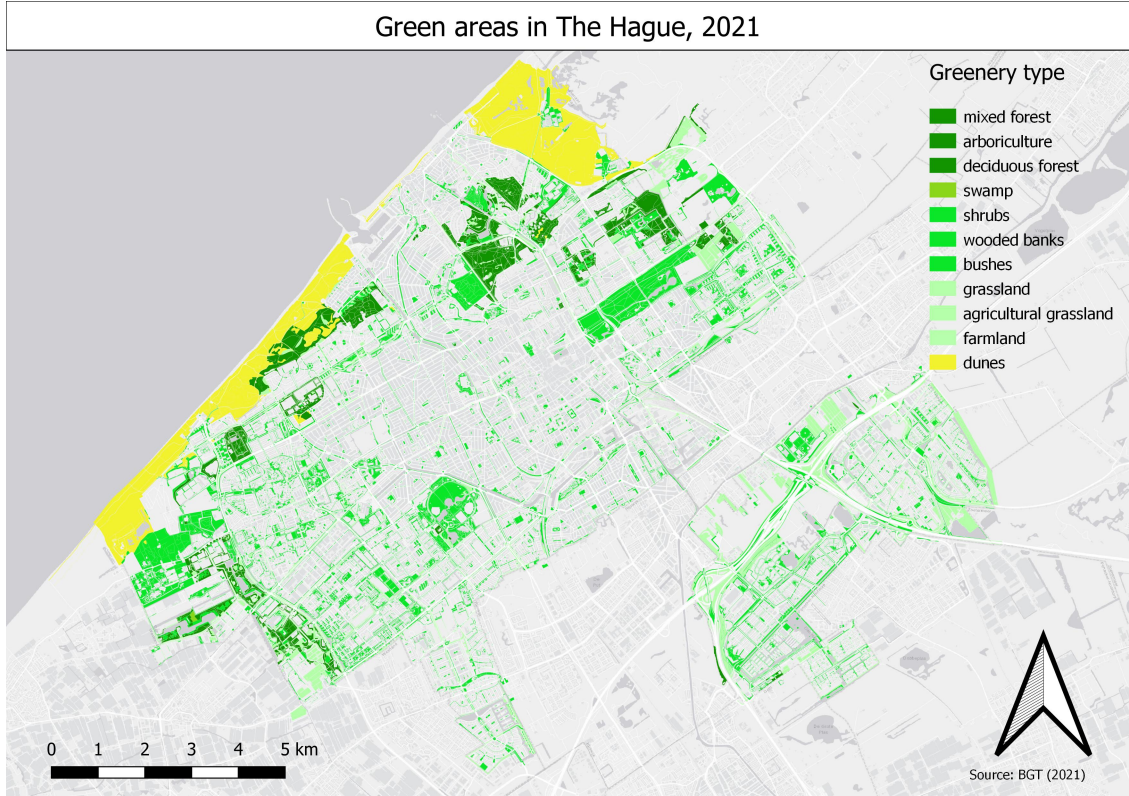 Green areas in The Hague, 2021
Greenery type
mixed forest
arboriculture
deciduous forest
swamp
shrubs
wooded banks
bushes
grassland
agricultural grassland
farmland
dunes
0 1 2 3 4 5 km
Source: BGT (2021)